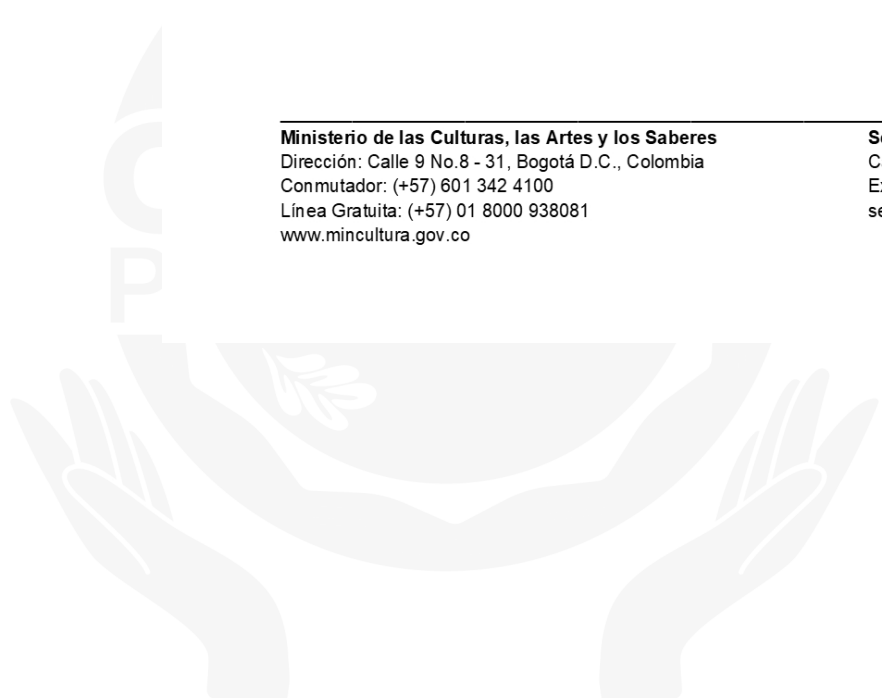 Ministerio de las Culturas, las Artes y los Saberes
Dirección: Calle 9 No.8 - 31, Bogotá D.C., Colombia
Conmutador: (+57) 601 342 4100
Línea Gratuita: (+57) 01 8000 938081
www.mincultura.gov.co